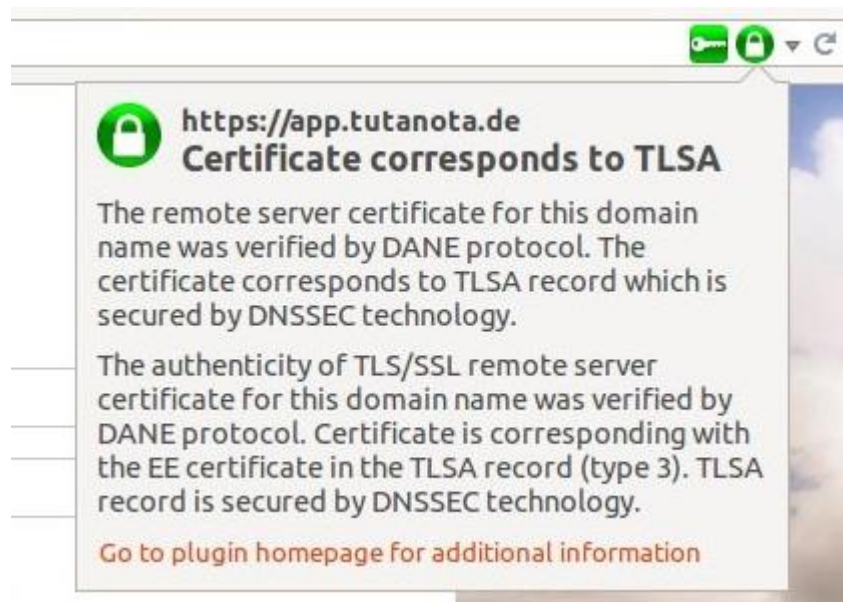 https://app.tutanota.de
Certificate corresponds to TLSA
The remote server certificate for this domain
name was verified by DANE protocol. The
certificate corresponds to TLSA record which is
secured by DNSSEC technology.
The authenticity of TLS/SSL remote server
certificate for this domain name was verified by
DANE protocol. Certificate is corresponding with
the EE certificate in the TLSA record (type 3). TLSA
record is secured by DNSSEC technology.
Go to plugin homepage for additional information